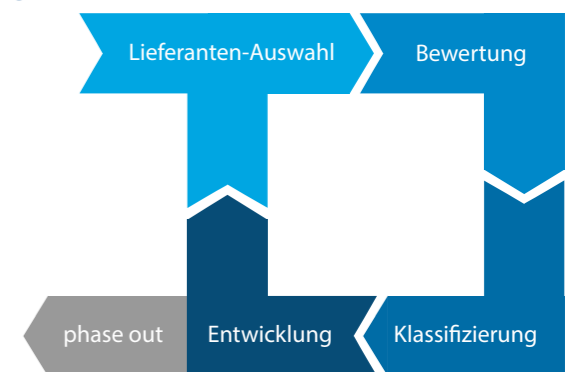 Lieferanten-Auswahl
Bewertung
phase out
Entwicklung
Klassifizierung